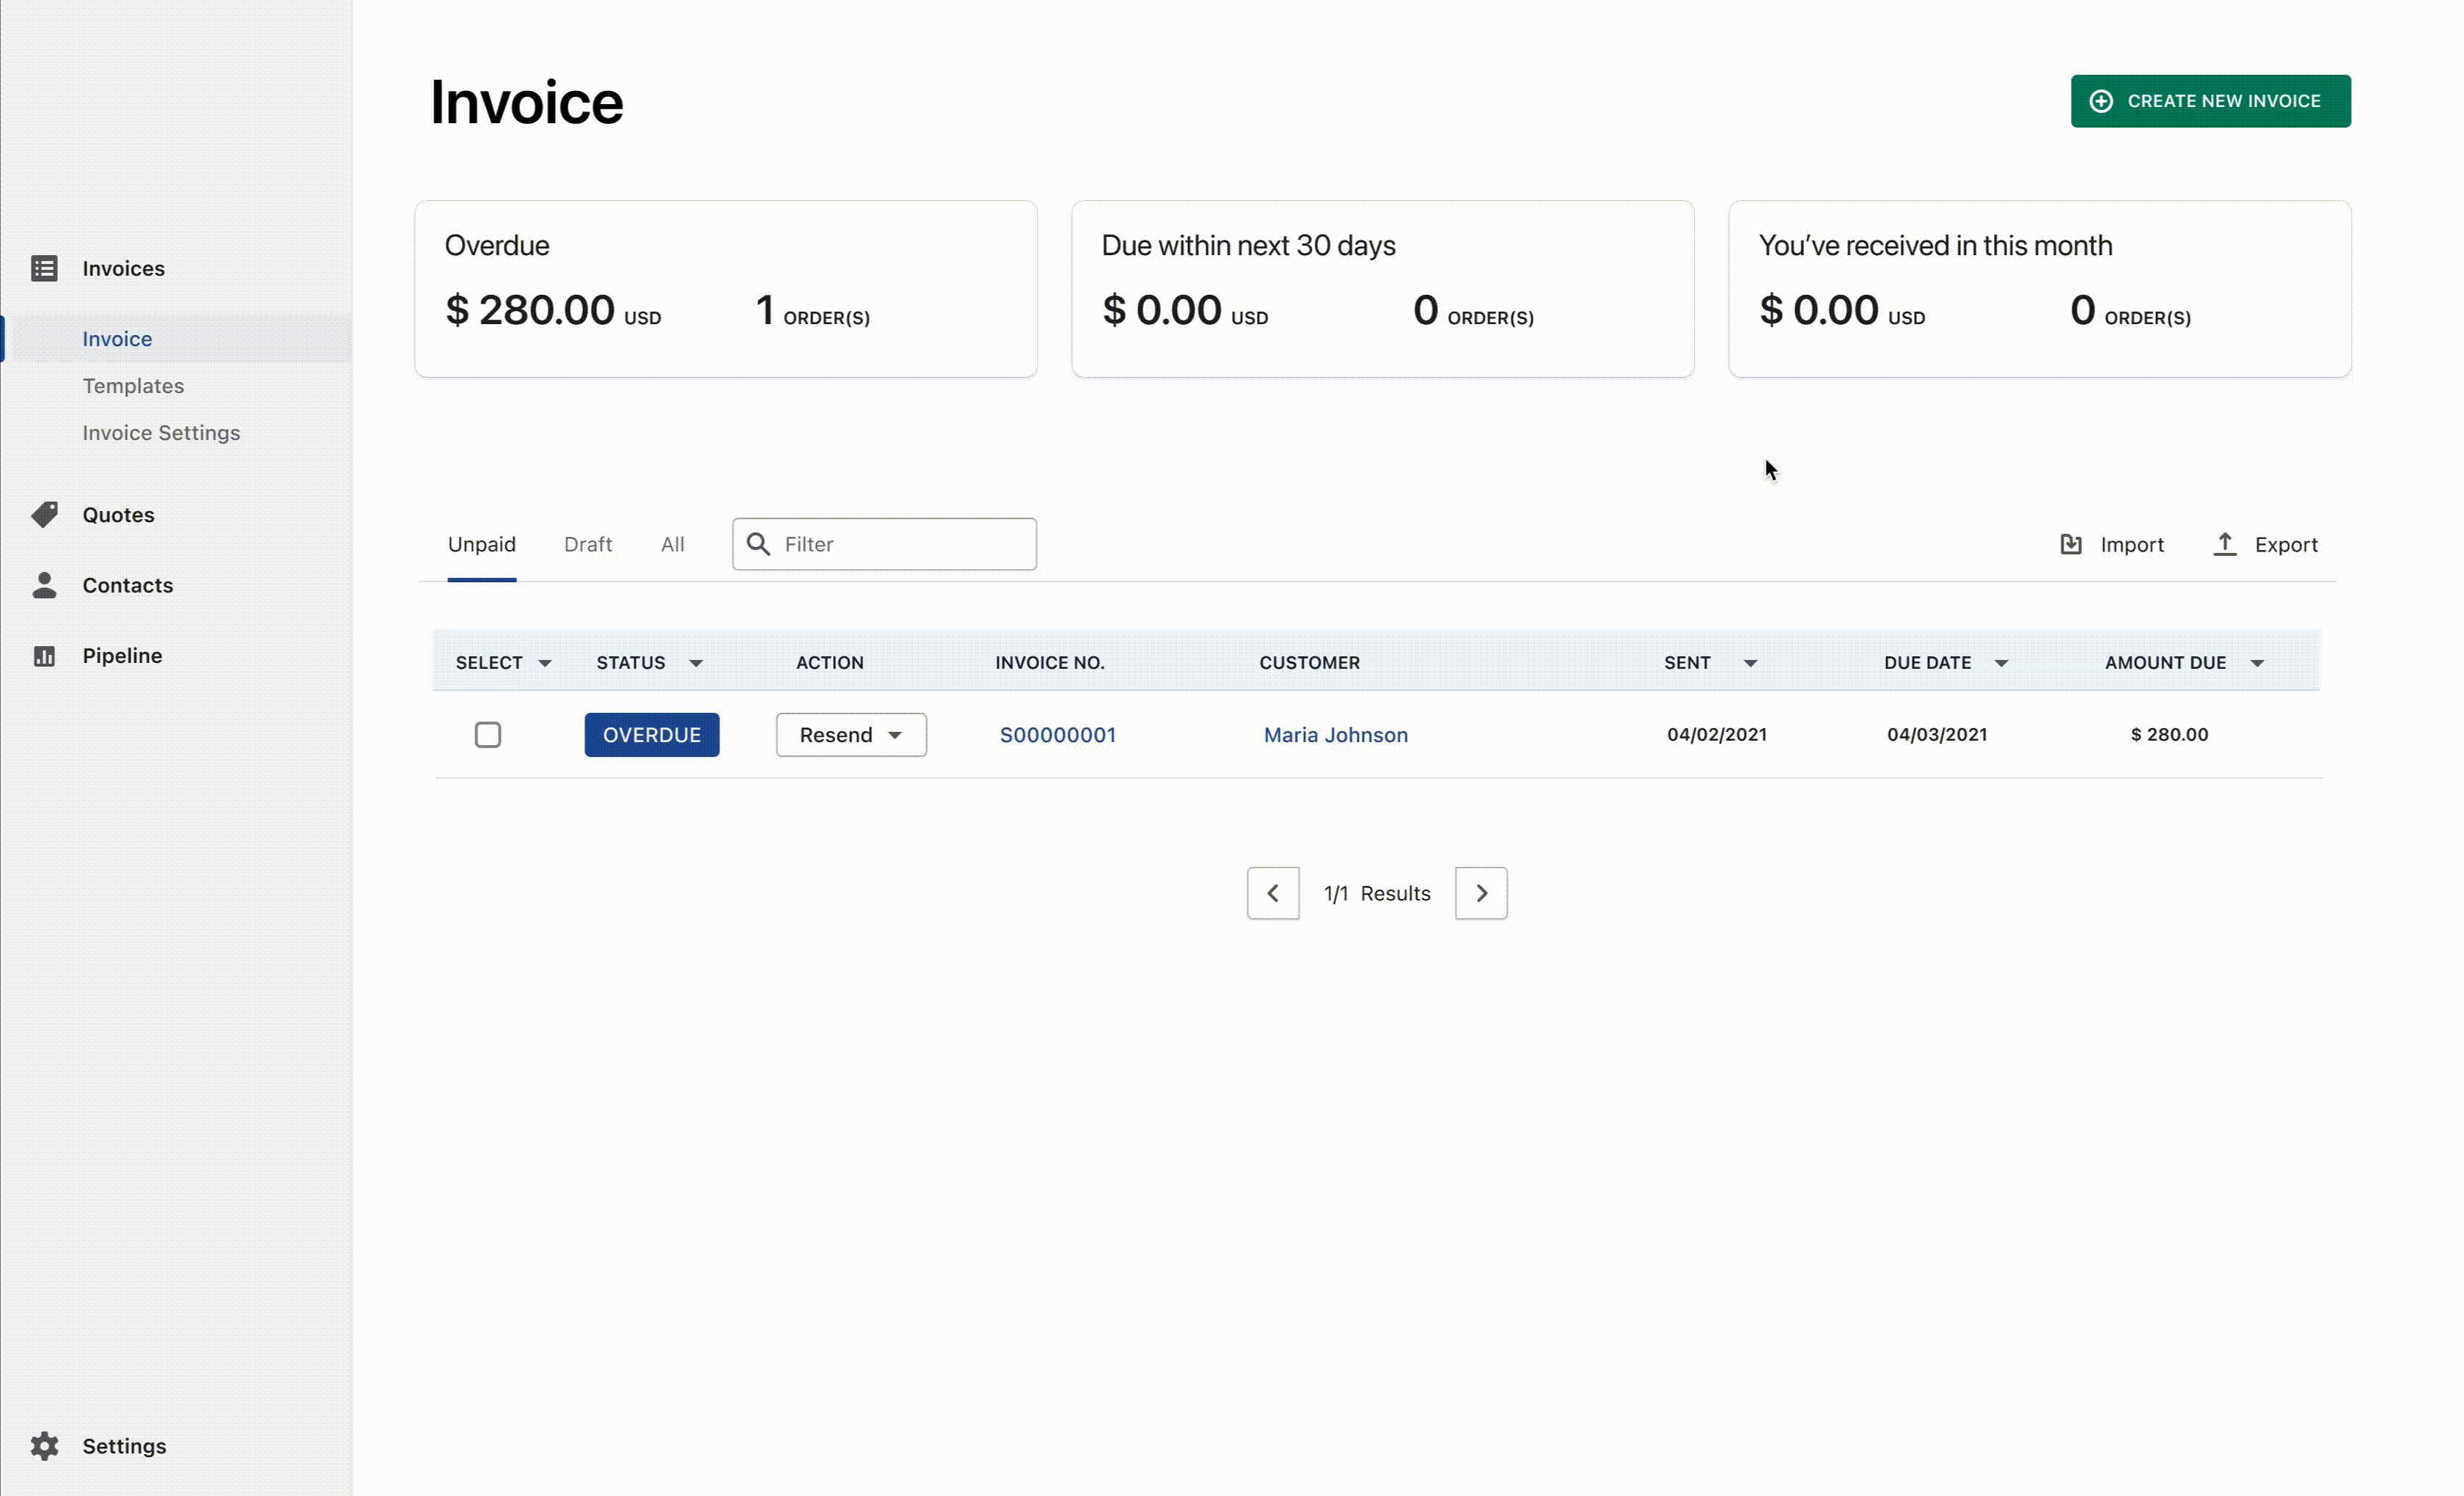 Invoice
CREATE NEW INVOICE
Overdue
$ 280.00 USD 1 ORDER(S)
Due within next 30 days
$ 0.00 USD 0 ORDER(S)
You’ve received in this month
$ 0.00 USD 0 ORDER(S)
Invoices
Invoice
Templates
Invoice Settings
Quotes
Contacts
Pipeline
Settings
Unpaid Draft All Filter Import Export
SELECT STATUS ACTION INVOICE NO. CUSTOMER SENT DUE DATE AMOUNT DUE
OVERDUE Resend S00000001 Maria Johnson 04/02/2021 04/03/2021 $ 280.00
1/1 Results